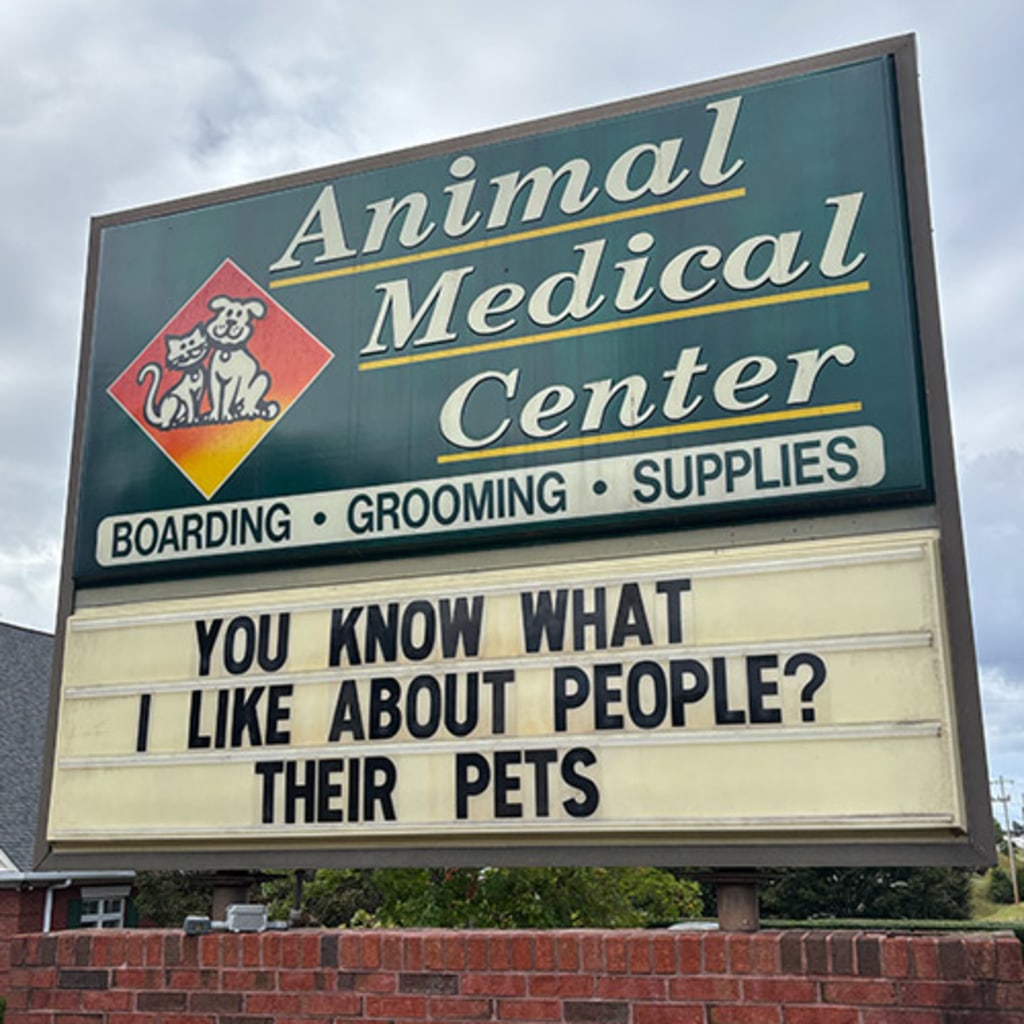 Animal
Medical
Center
BOARDING • GROOMING • SUPPLIES
YOU KNOW WHAT
I LIKE ABOUT PEOPLE?
THEIR PETS